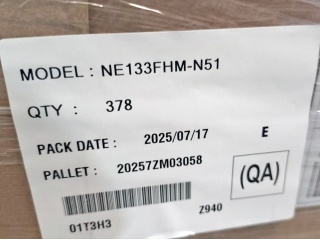 MODEL : NE133FHM-N51
QTY : 378
PACK DATE : 2025/07/17 E
PALLET : 20257ZM03058
(QA)
01T3H3 Z940